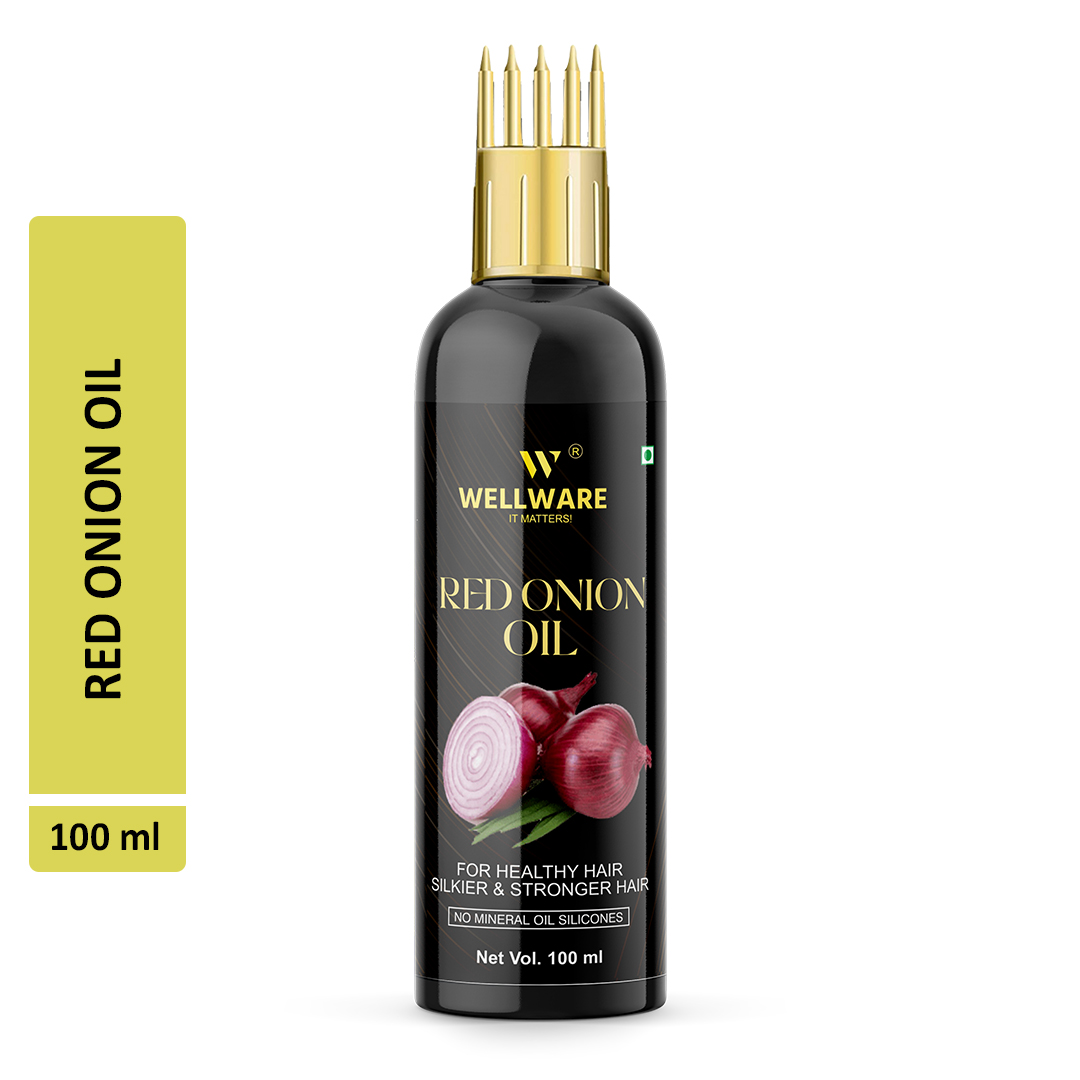 RED ONION OIL
100 ml
W ®
WELLWARE
IT MATTERS!
RED ONION
OIL
FOR HEALTHY HAIR
SILKIER & STRONGER HAIR
NO MINERAL OIL SILICONES
Net Vol. 100 ml